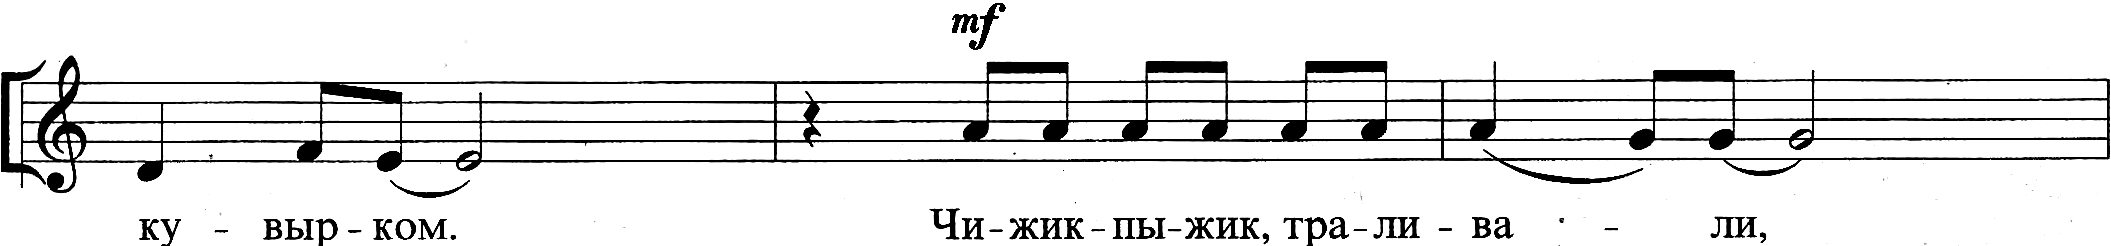 mf
ку - выр - ком. Чи-жик-пы-жик, тра-ли - ва - ли,